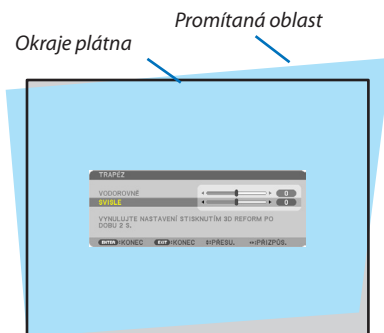 Promítaná oblast
Okraje plátna
TRAPÉZ
VODOROVNĚ 0
SVISLE 0
VYNULUJTE NASTAVENÍ STISKNUTÍM 3D REFORM PO
DOBU 2 S.
ENTER :KONEC EXIT :KONEC ↕:PŘESU. ↔:PŘIZPŮS.